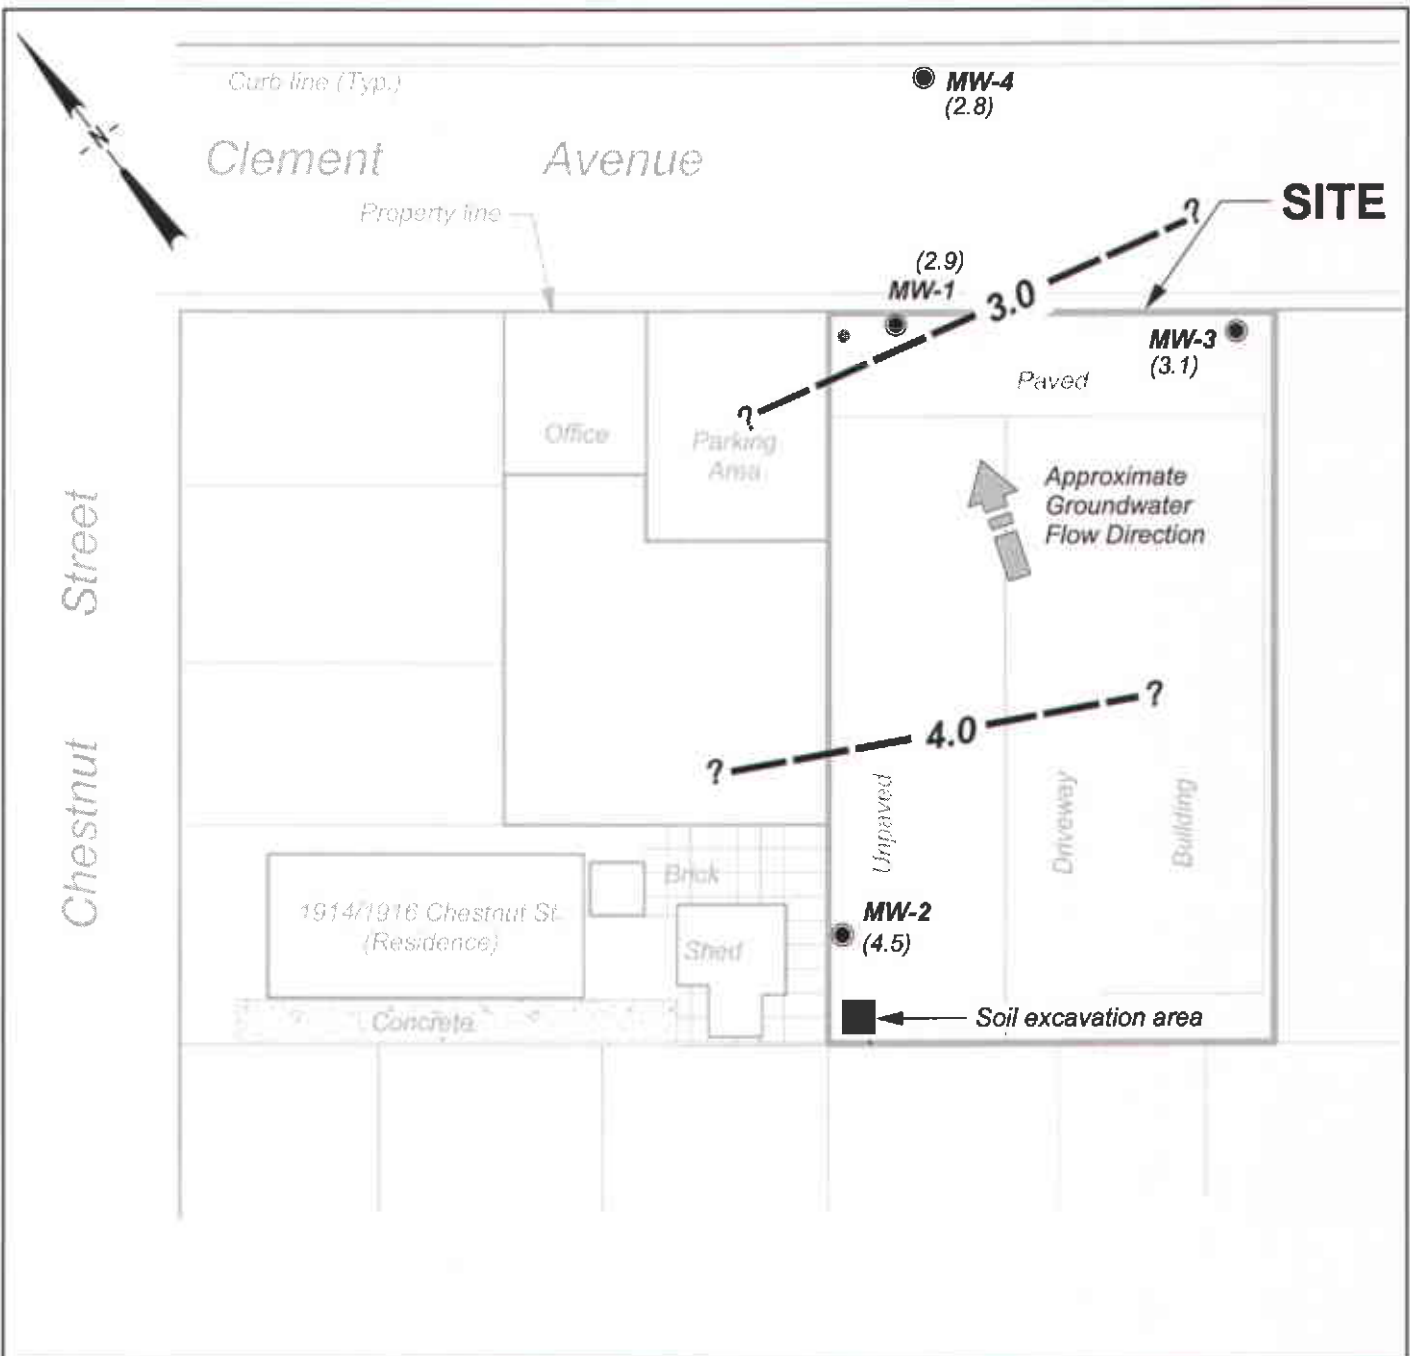 Curb line (Typ.)
MW-4
(2.8)
N
Clement Avenue
Property line
SITE
?
(2.9)
MW-1
3.0
MW-3
(3.1)
Paved
?
Office
Parking
Area
Approximate
Groundwater
Flow Direction
Chestnut Street
?
4.0
?
Unpaved
Driveway
Building
Brick
1914/1916 Chestnut St.
(Residence)
Shed
MW-2
(4.5)
Concrete
Soil excavation area